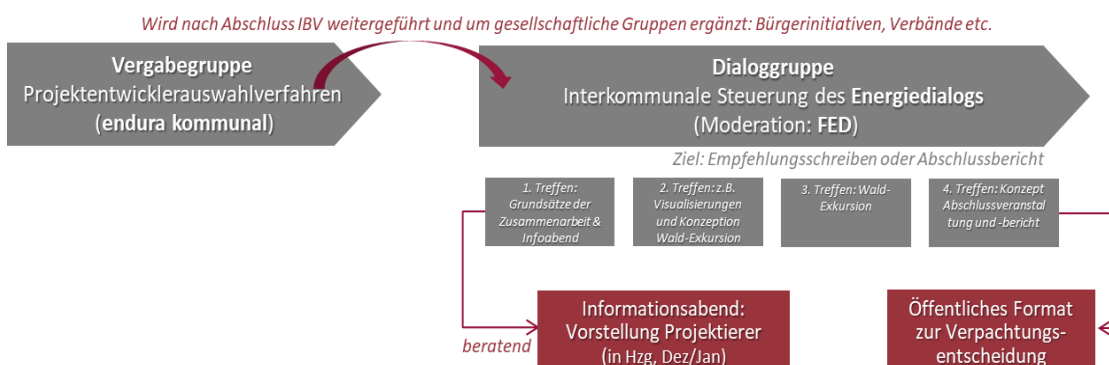 Wird nach Abschluss IBV weitergeführt und um gesellschaftliche Gruppen ergänzt: Bürgerinitiativen, Verbände etc.
Vergabegruppe
Projektentwicklerauswahlverfahren
(endura kommunal)
Dialoggruppe
Interkommunale Steuerung des Energiedialogs
(Moderation: FED)
Ziel: Empfehlungsschreiben oder Abschlussbericht
1. Treffen:
Grundsätze der
Zusammenarbeit &
Infoabend
2. Treffen: z.B.
Visualisierungen
und Konzeption
Wald-Exkursion
3. Treffen: Wald-
Exkursion
4. Treffen: Konzept
Abschlussveranstal
tung und -bericht
beratend
Informationsabend:
Vorstellung Projektierer
(in Hzg, Dez/Jan)
Öffentliches Format
zur Verpachtungs-
entscheidung